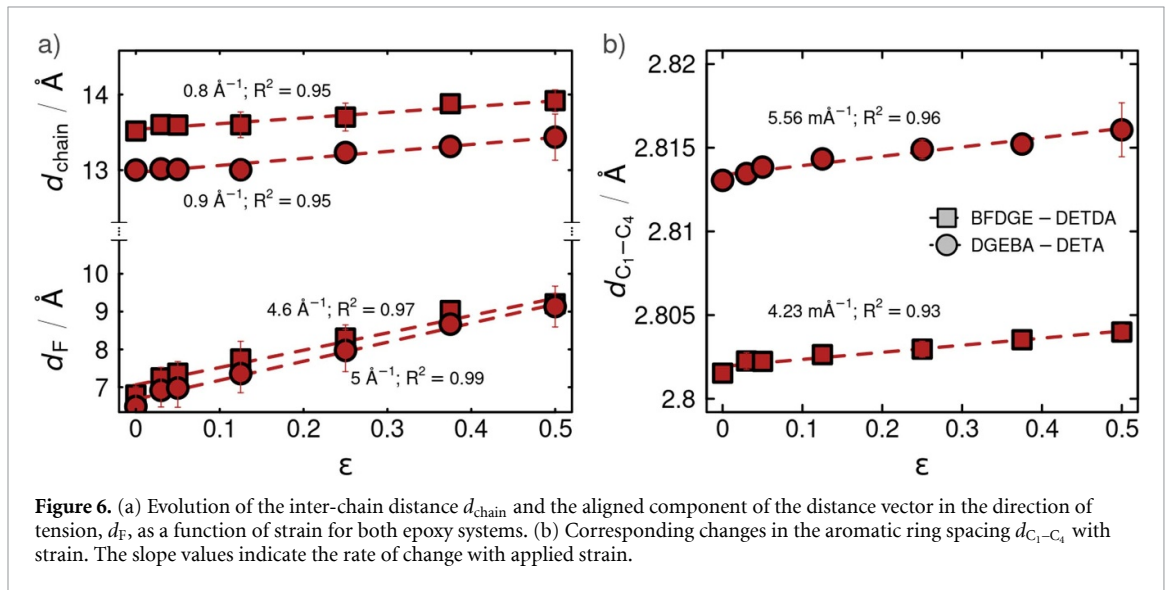 a)
d_chain / Å
14
13
0.8 Å⁻¹; R² = 0.95
0.9 Å⁻¹; R² = 0.95
d_F / Å
10
9
8
7
4.6 Å⁻¹; R² = 0.97
5 Å⁻¹; R² = 0.99
0 0.1 0.2 0.3 0.4 0.5
ε
b)
d_C₁−C₄ / Å
2.82
2.815
2.81
2.805
2.8
5.56 mÅ⁻¹; R² = 0.96
BFDGE − DETDA
DGEBA − DETA
4.23 mÅ⁻¹; R² = 0.93
0 0.1 0.2 0.3 0.4 0.5
ε
Figure 6. (a) Evolution of the inter-chain distance d_chain and the aligned component of the distance vector in the direction of
tension, d_F, as a function of strain for both epoxy systems. (b) Corresponding changes in the aromatic ring spacing d_C₁−C₄ with
strain. The slope values indicate the rate of change with applied strain.